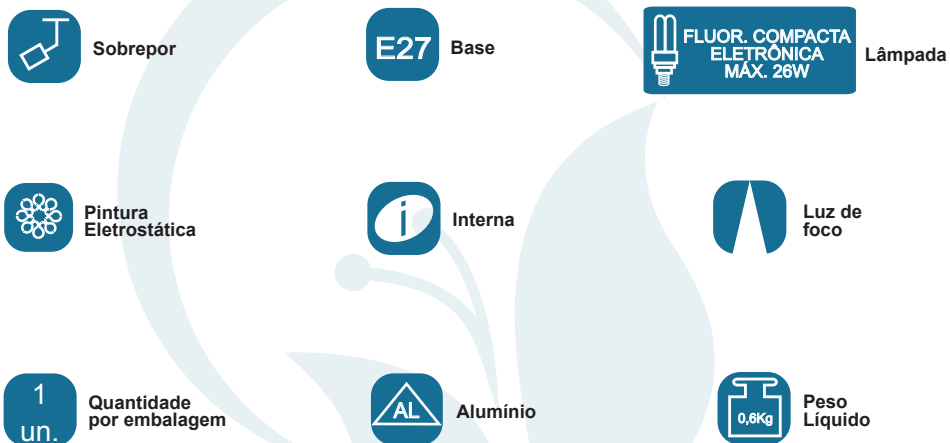 Sobrepor
E27
Base
FLUOR. COMPACTA
ELETRÔNICA
MÁX. 26W
Lâmpada
Pintura
Eletrostática
i
Interna
Luz de
foco
1
un.
Quantidade
por embalagem
AL
Alumínio
0,6Kg
Peso
Líquido